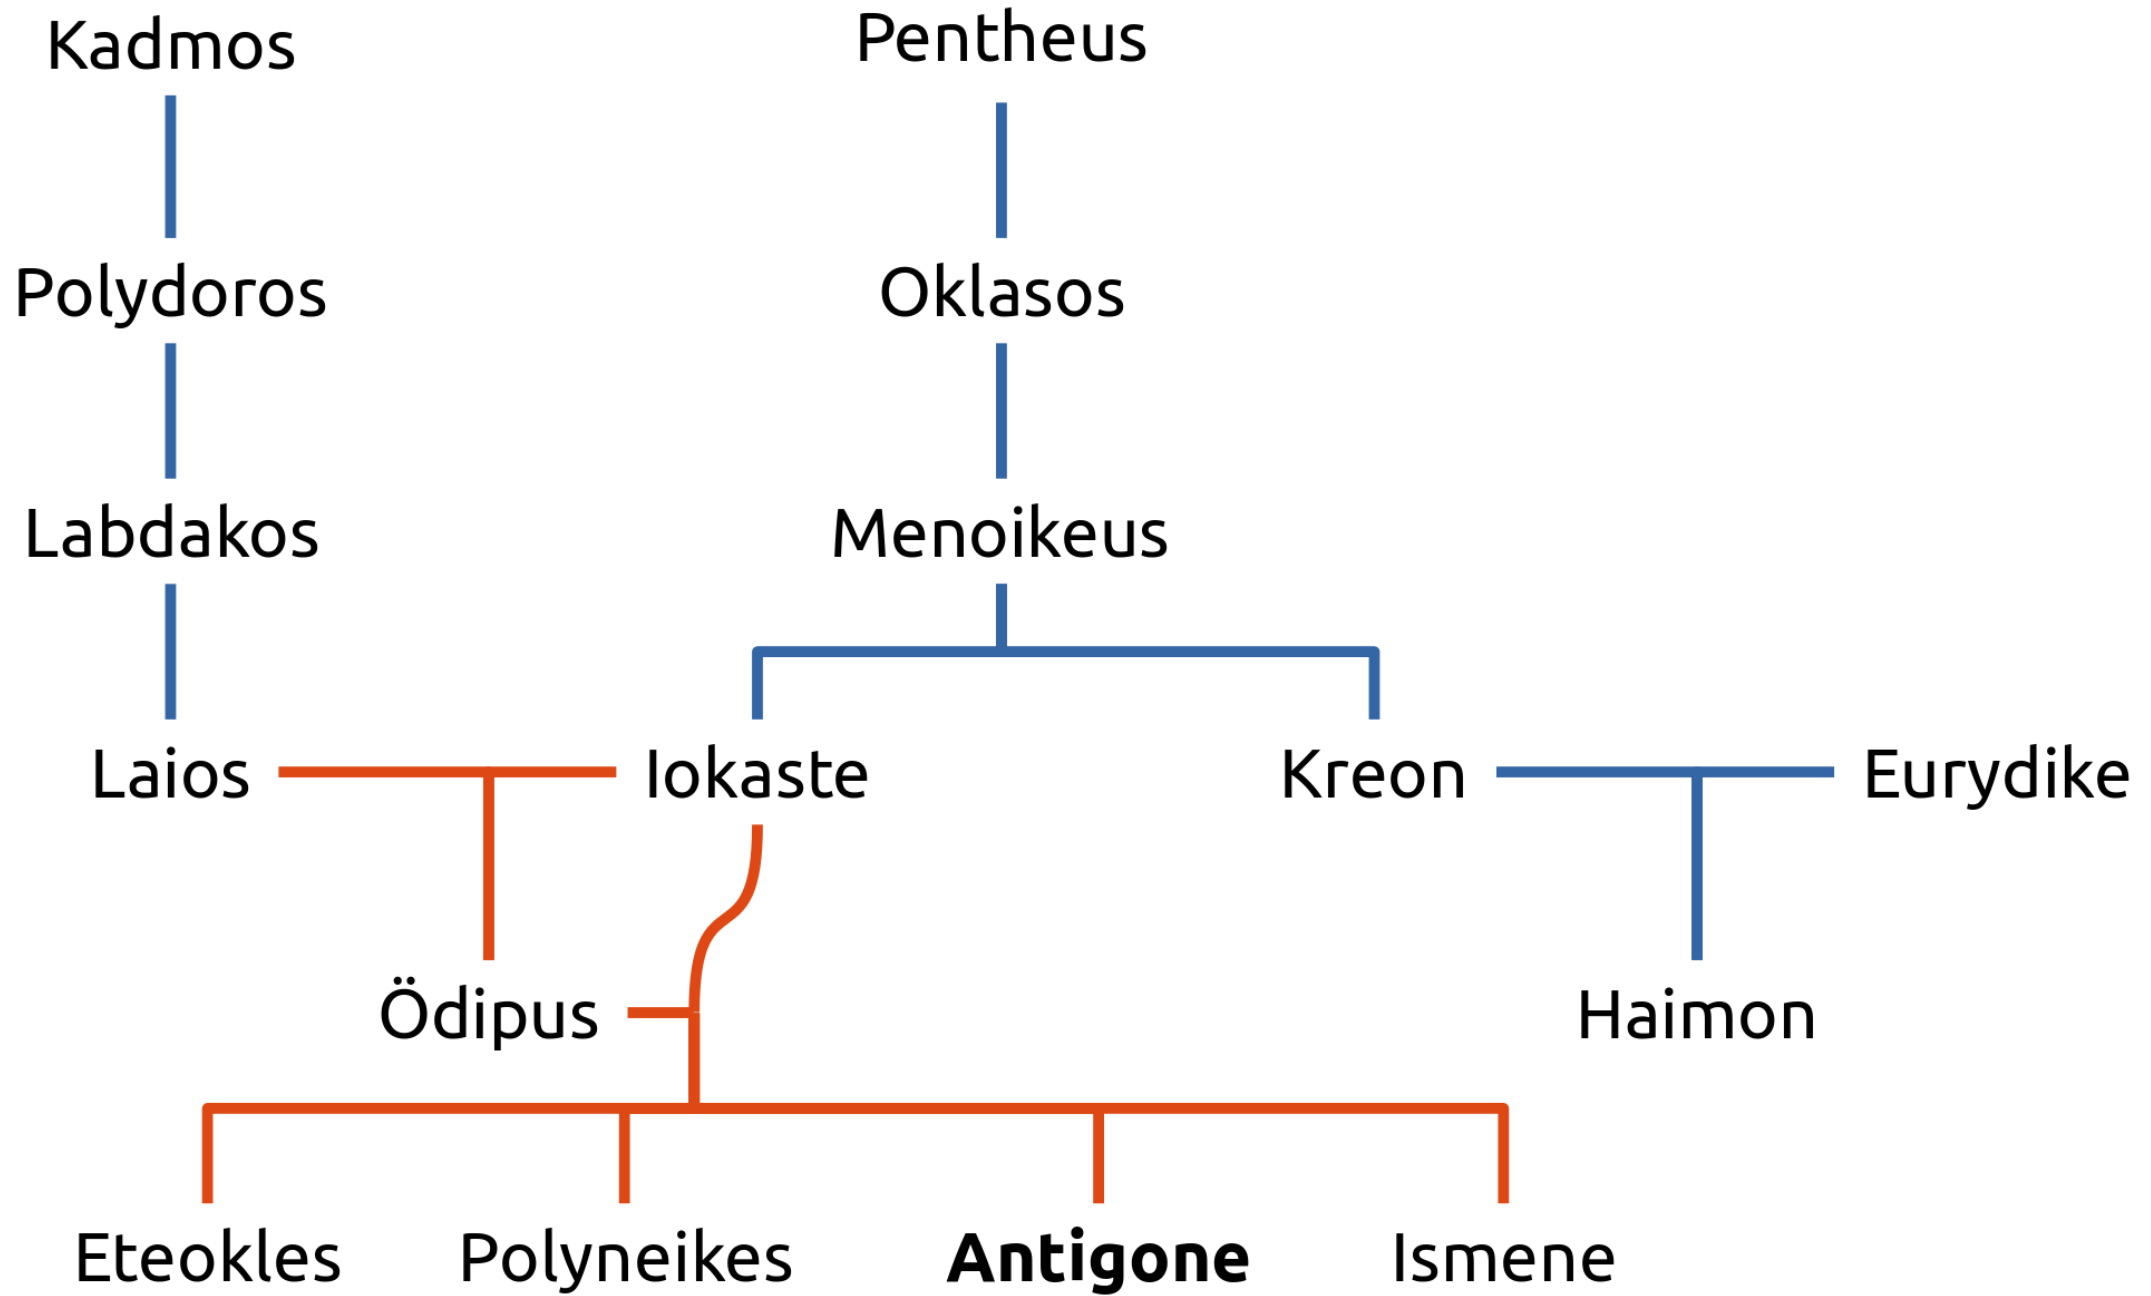 Kadmos
Pentheus
Polydoros
Oklasos
Labdakos
Menoikeus
Laios
Iokaste
Kreon
Eurydike
Ödipus
Haimon
Eteokles
Polyneikes
Antigone
Ismene